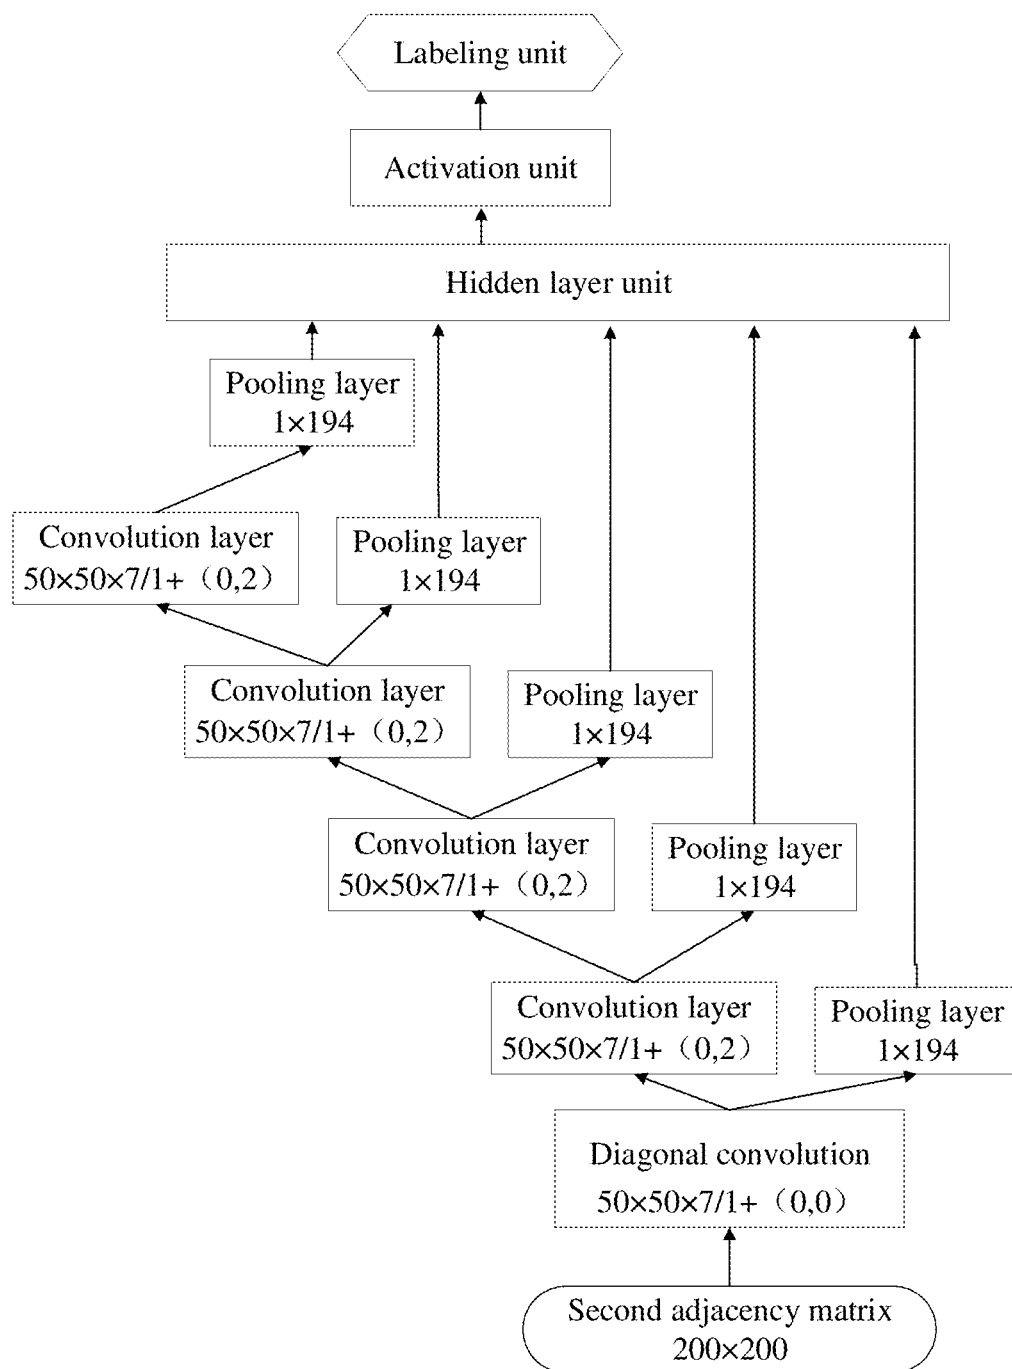 Labeling unit
Activation unit
Hidden layer unit
Pooling layer
1×194
Convolution layer
50×50×7/1+（0,2）
Pooling layer
1×194
Convolution layer
50×50×7/1+（0,2）
Pooling layer
1×194
Convolution layer
50×50×7/1+（0,2）
Pooling layer
1×194
Convolution layer
50×50×7/1+（0,2）
Pooling layer
1×194
Diagonal convolution
50×50×7/1+（0,0）
Second adjacency matrix
200×200